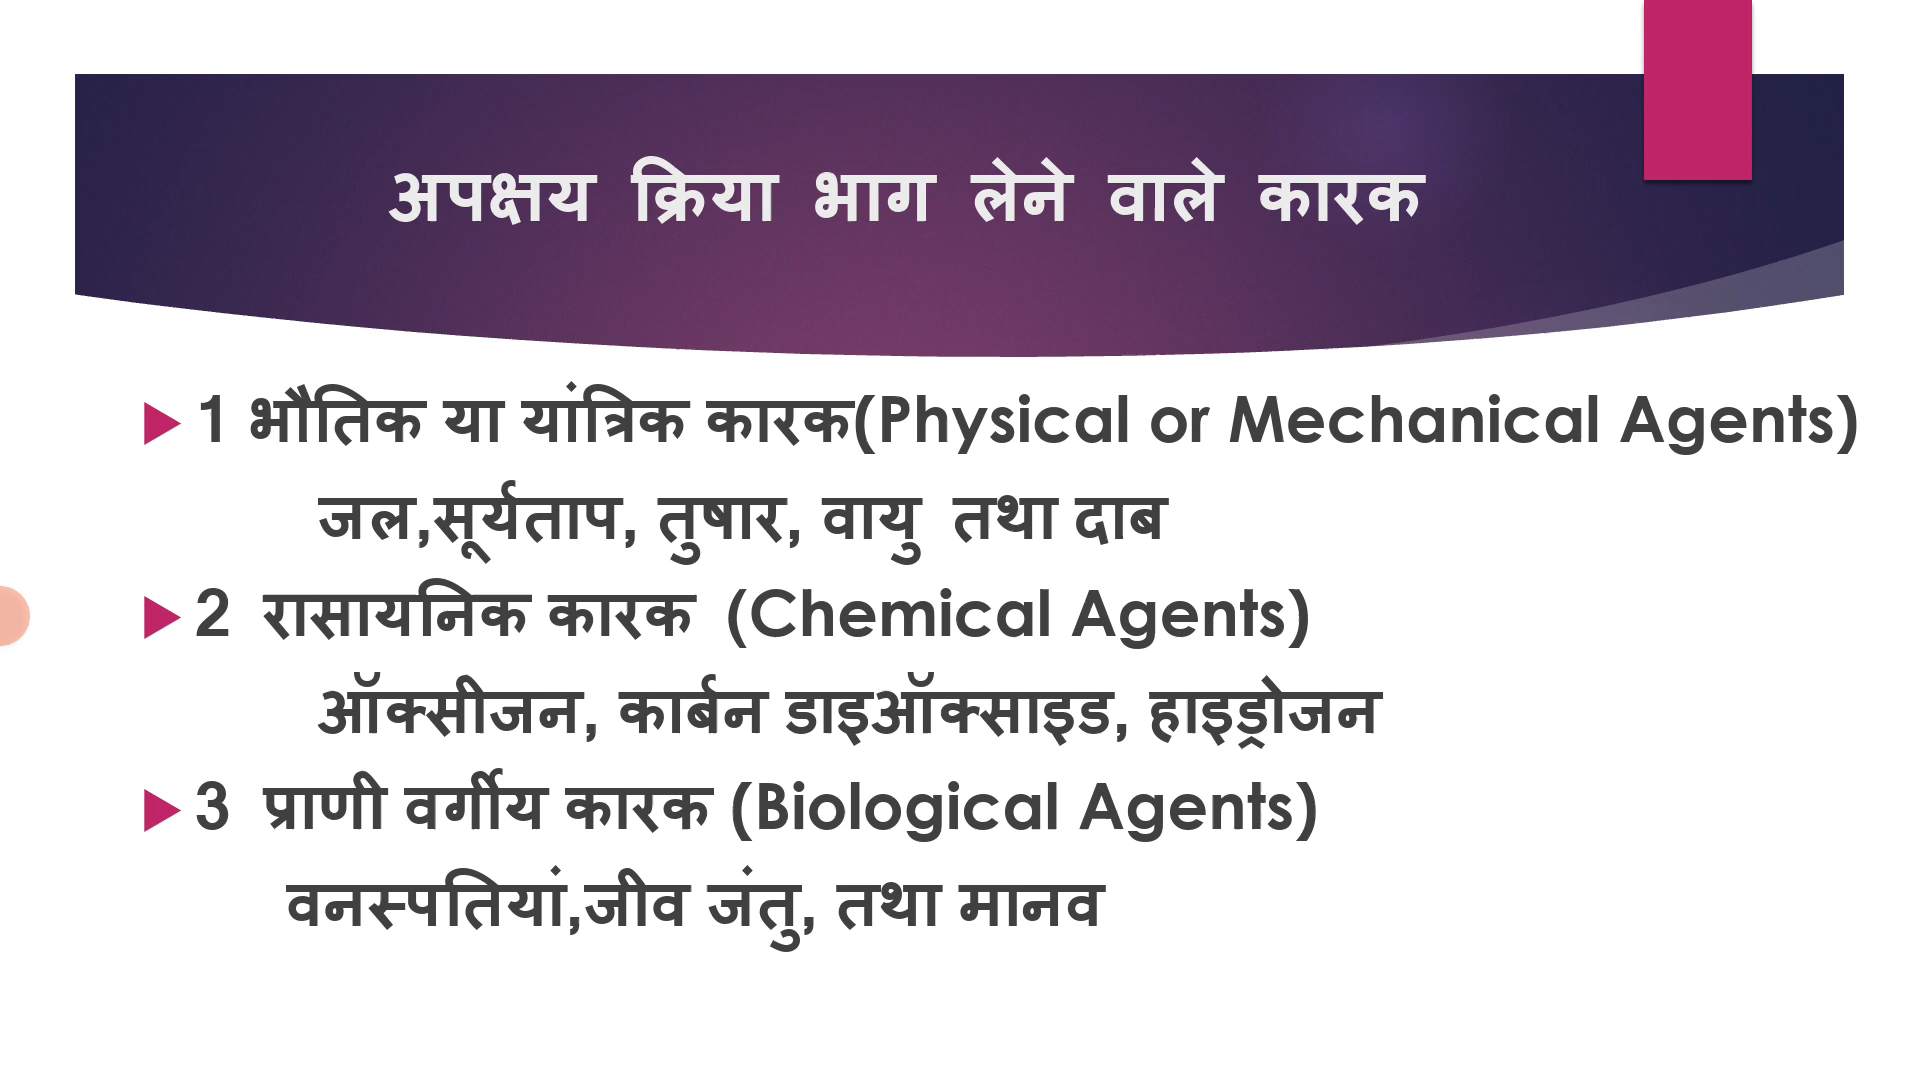 अपक्षय क्रिया भाग लेने वाले कारक
1 भौतिक या यांत्रिक कारक(Physical or Mechanical Agents)
जल,सूर्यताप, तुषार, वायु तथा दाब
2 रासायनिक कारक (Chemical Agents)
ऑक्सीजन, कार्बन डाइऑक्साइड, हाइड्रोजन
3 प्राणी वर्गीय कारक (Biological Agents)
वनस्पतियां,जीव जंतु, तथा मानव